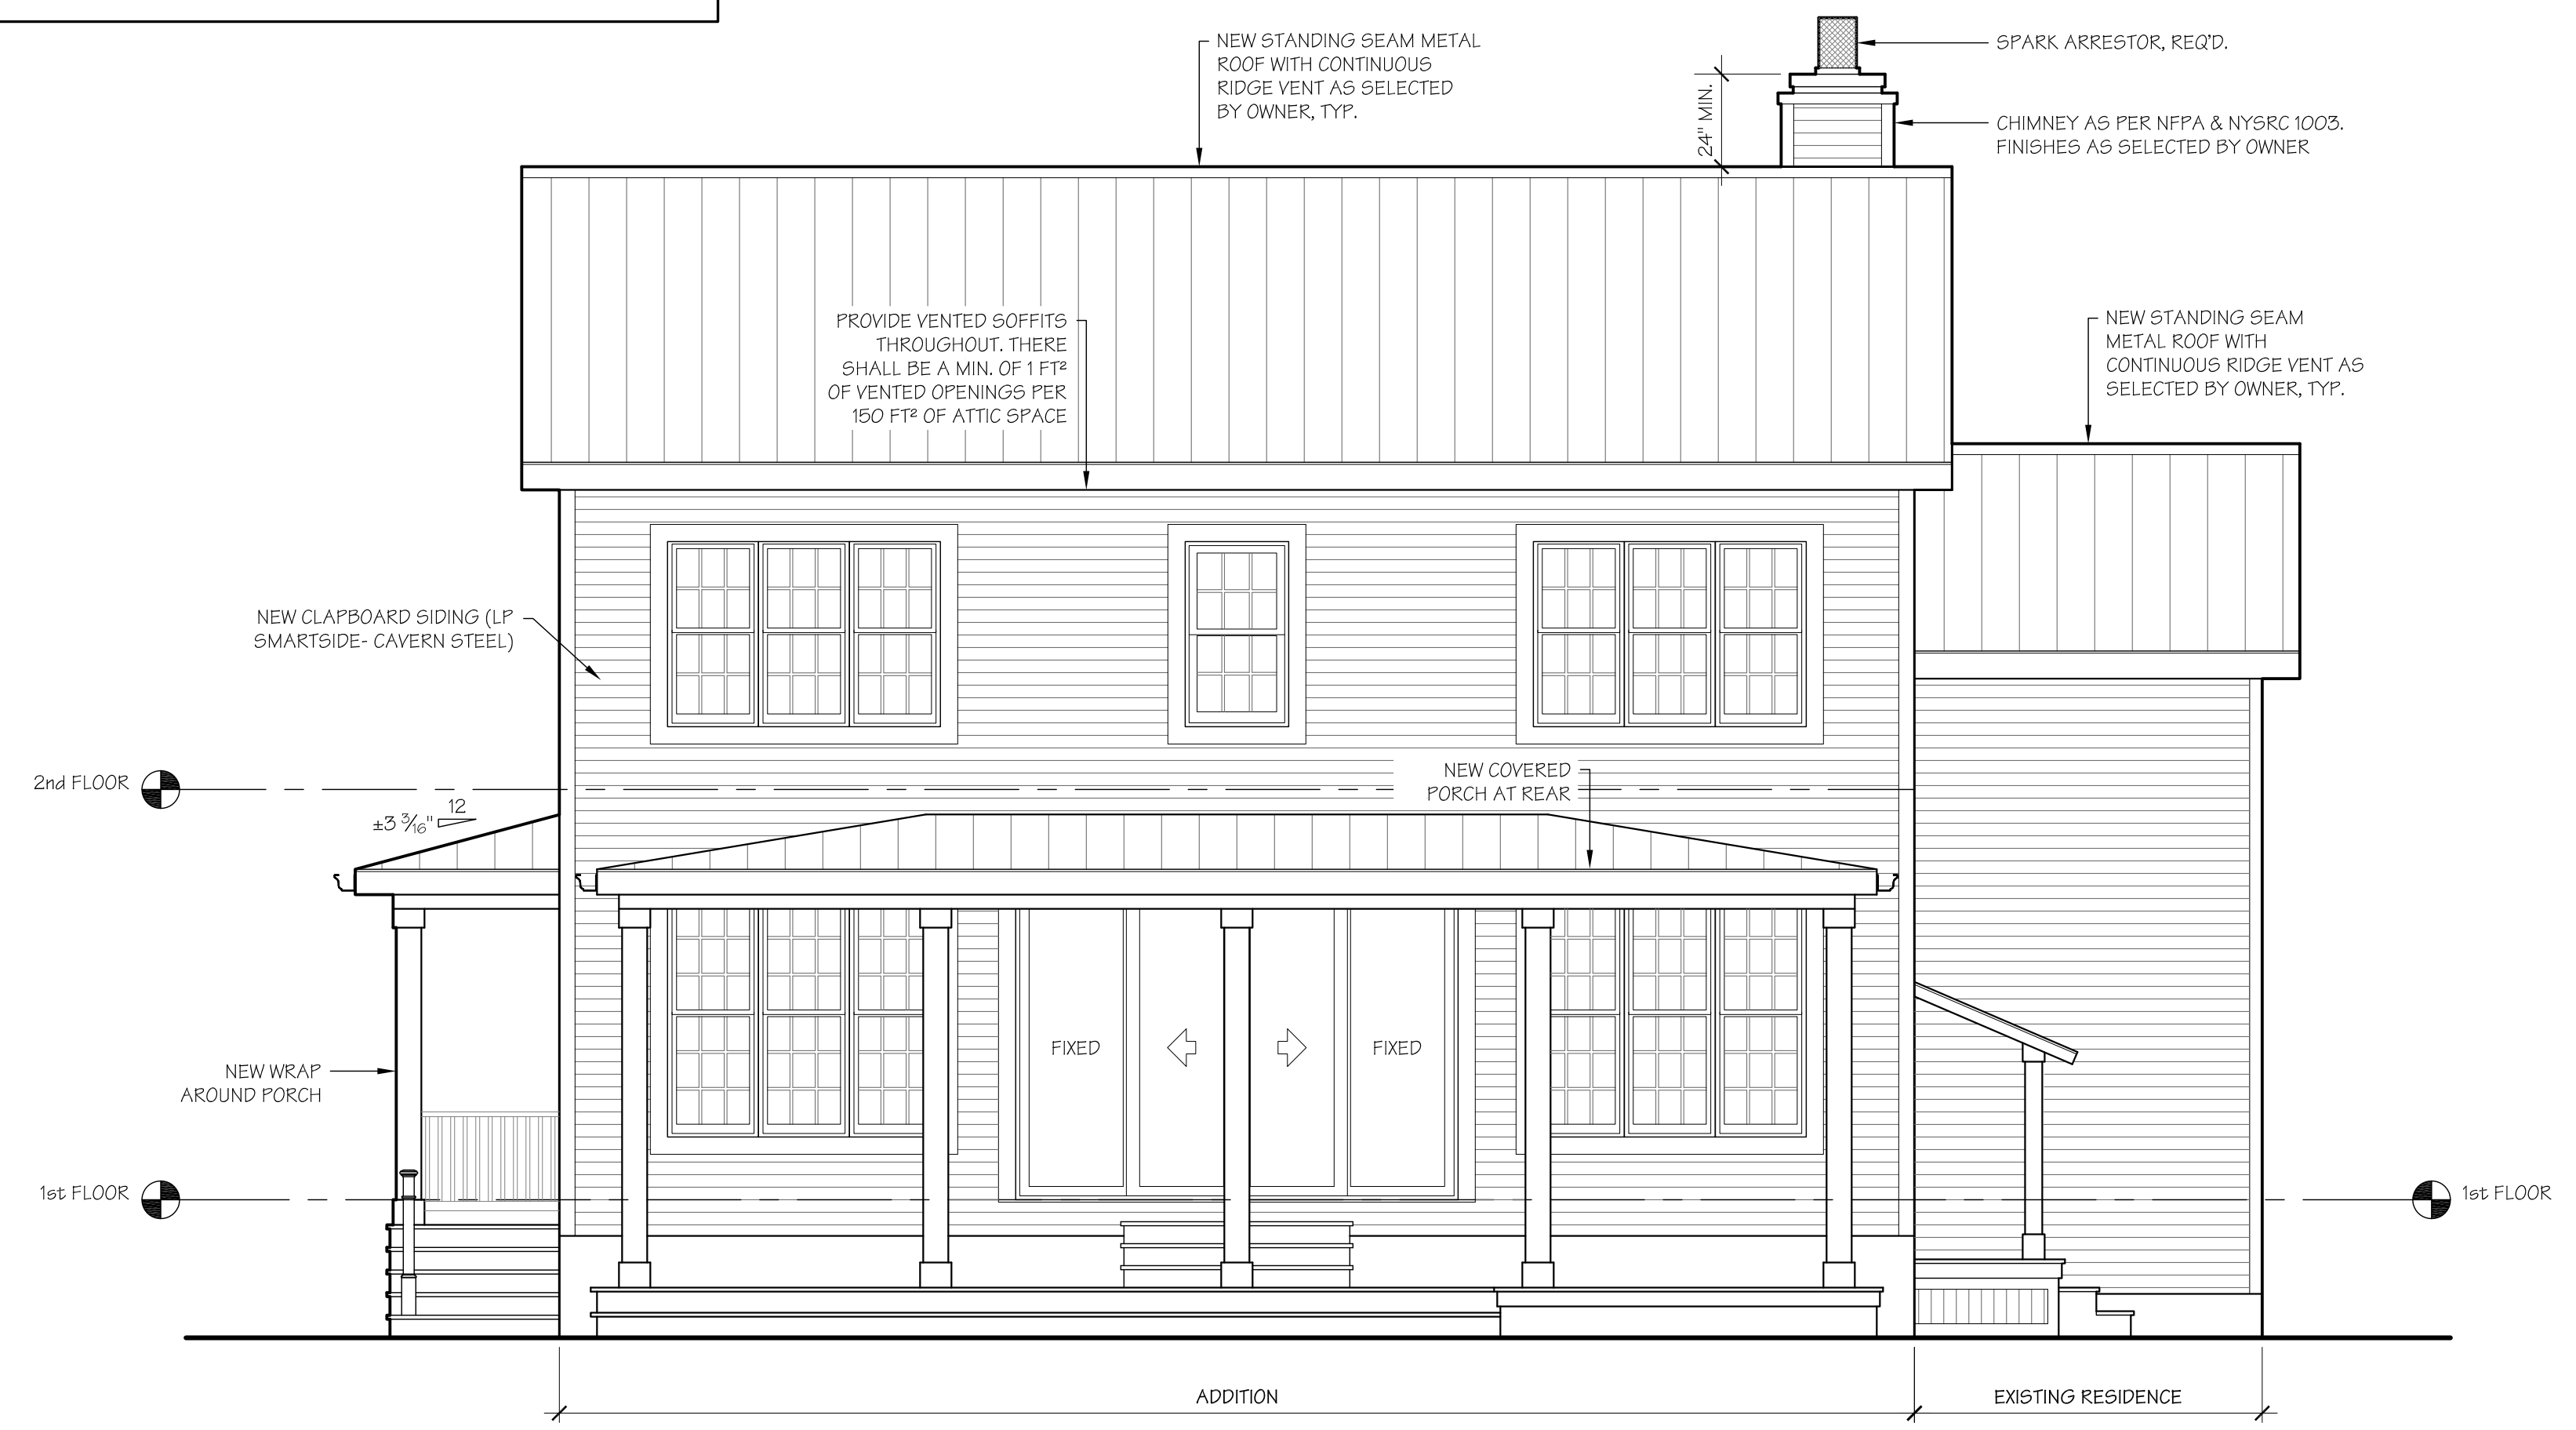 NEW STANDING SEAM METAL
ROOF WITH CONTINUOUS
RIDGE VENT AS SELECTED
BY OWNER, TYP.
SPARK ARRESTOR, REQ'D.
24" MIN.
CHIMNEY AS PER NFPA & NYSRC 1003.
FINISHES AS SELECTED BY OWNER
PROVIDE VENTED SOFFITS
THROUGHOUT. THERE
SHALL BE A MIN. OF 1 FT²
OF VENTED OPENINGS PER
150 FT² OF ATTIC SPACE
NEW STANDING SEAM
METAL ROOF WITH
CONTINUOUS RIDGE VENT AS
SELECTED BY OWNER, TYP.
NEW CLAPBOARD SIDING (LP
SMARTSIDE- CAVERN STEEL)
2nd FLOOR
12
±3 3/16"
NEW COVERED
PORCH AT REAR
FIXED
FIXED
NEW WRAP
AROUND PORCH
1st FLOOR
1st FLOOR
ADDITION
EXISTING RESIDENCE